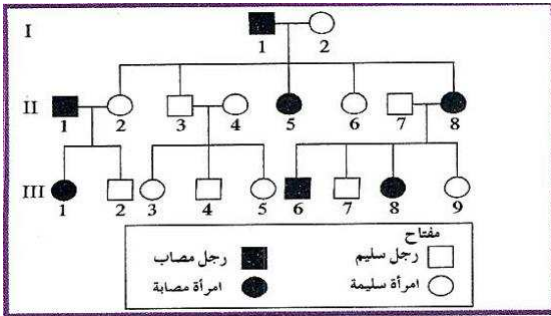 I
1 2
II
1 2 3 4 5 6 7 8
III
1 2 3 4 5 6 7 8 9
مفتاح
رجل سليم رجل مصاب
امرأة سليمة امرأة مصابة